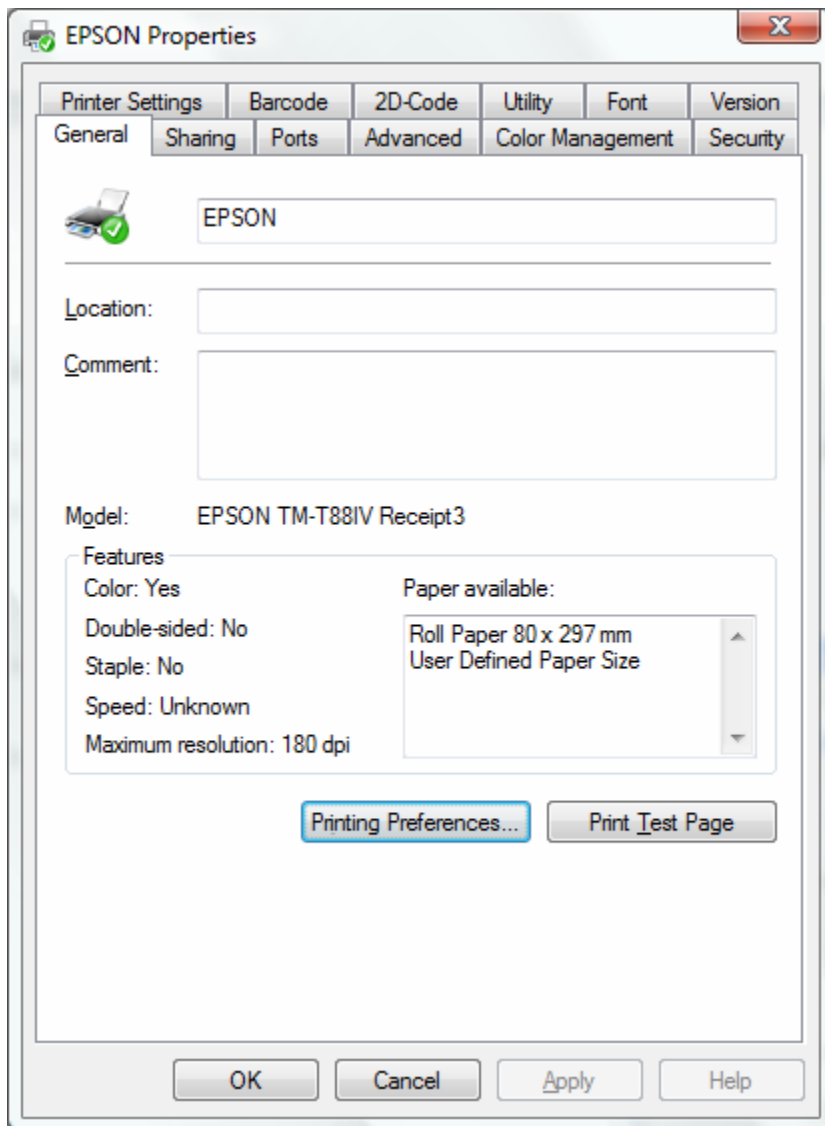 EPSON Properties
Printer Settings Barcode 2D-Code Utility Font Version
General Sharing Ports Advanced Color Management Security
EPSON
Location:
Comment:
Model: EPSON TM-T88IV Receipt3
Features
Color: Yes Paper available:
Double-sided: No Roll Paper 80 x 297 mm
Staple: No User Defined Paper Size
Speed: Unknown
Maximum resolution: 180 dpi
Printing Preferences... Print Test Page
OK Cancel Apply Help